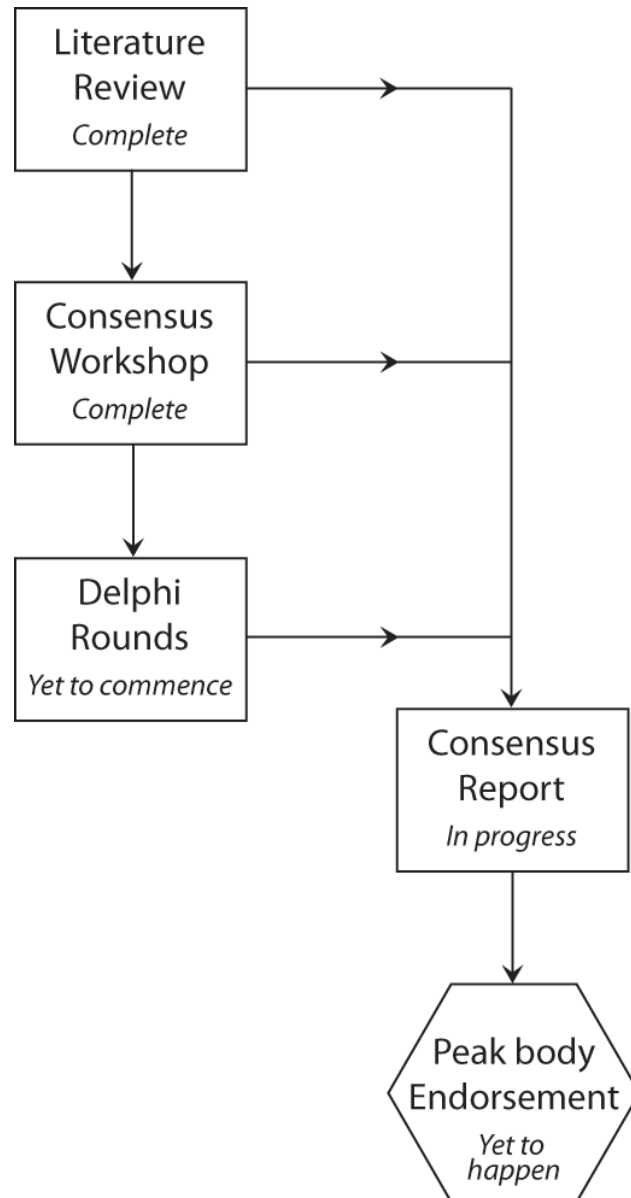 Literature
Review
Complete
Consensus
Workshop
Complete
Delphi
Rounds
Yet to commence
Consensus
Report
In progress
Peak body
Endorsement
Yet to
happen